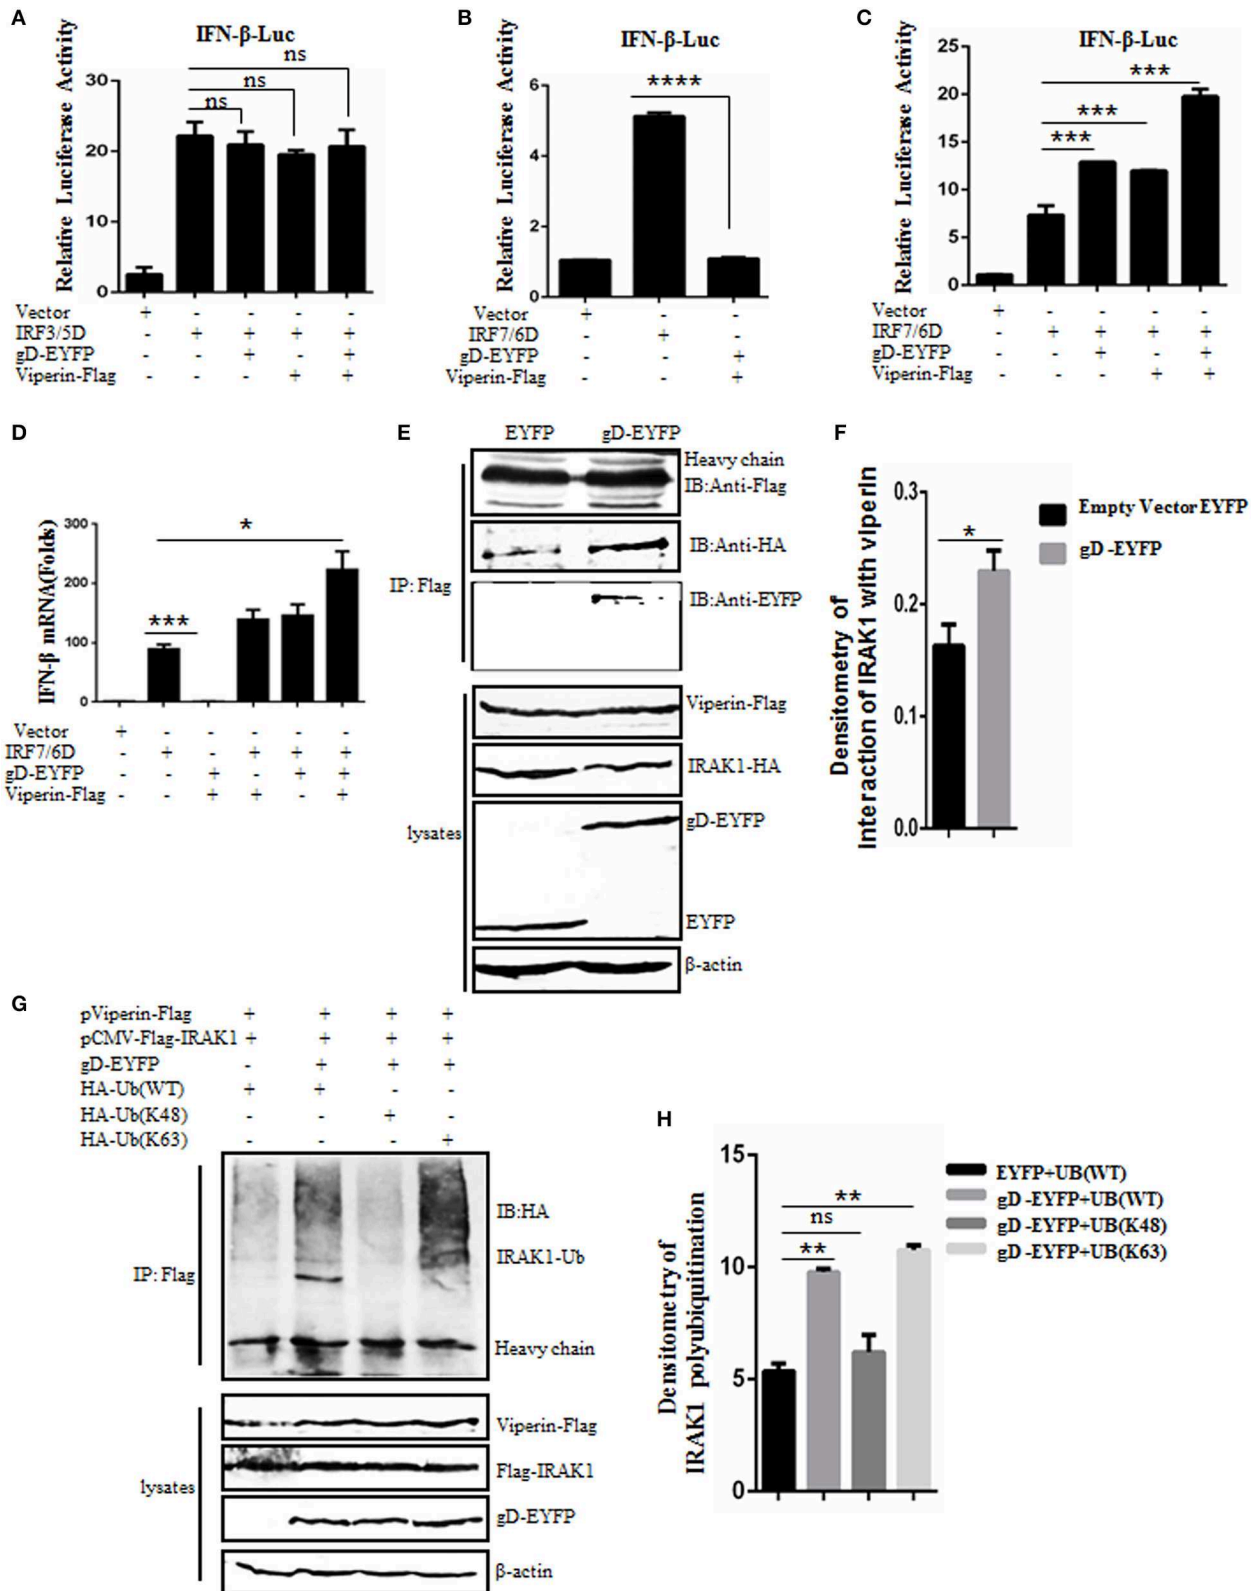 A
IFN-β-Luc
Relative Luciferase Activity
30
20
10
0
ns
ns
ns
Vector + - - - -
IRF3/5D - + + + +
gD-EYFP - - + - +
Viperin-Flag - - - + +
B
IFN-β-Luc
Relative Luciferase Activity
6
4
2
0
****
Vector + - -
IRF7/6D - + -
gD-EYFP - - +
Viperin-Flag - - +
C
IFN-β-Luc
Relative Luciferase Activity
25
20
15
10
5
0
***
***
***
Vector + - - - -
IRF7/6D - + + + +
gD-EYFP - - + - +
Viperin-Flag - - - + +
D
IFN-β mRNA(Folds)
300
200
100
0
*
***
Vector + - - - - -
IRF7/6D - + - + + +
gD-EYFP - - + - + +
Viperin-Flag - - + + - +
E
EYFP gD-EYFP
Heavy chain
IB:Anti-Flag
IB:Anti-HA
IP: Flag
IB:Anti-EYFP
Viperin-Flag
IRAK1-HA
lysates
gD-EYFP
EYFP
β-actin
F
Densitometry of
Interaction of IRAK1 with viperin
0.3
0.2
0.1
0.0
*
Empty Vector EYFP
gD-EYFP
G
pViperin-Flag + + + +
pCMV-Flag-IRAK1 + + + +
gD-EYFP - + + +
HA-Ub(WT) + + - -
HA-Ub(K48) - - + -
HA-Ub(K63) - - - +
IB:HA
IRAK1-Ub
IP: Flag
Heavy chain
Viperin-Flag
Flag-IRAK1
lysates
gD-EYFP
β-actin
H
Densitometry of
IRAK1 polyubiquitination
15
10
5
0
**
ns
**
EYFP+UB(WT)
gD-EYFP+UB(WT)
gD-EYFP+UB(K48)
gD-EYFP+UB(K63)